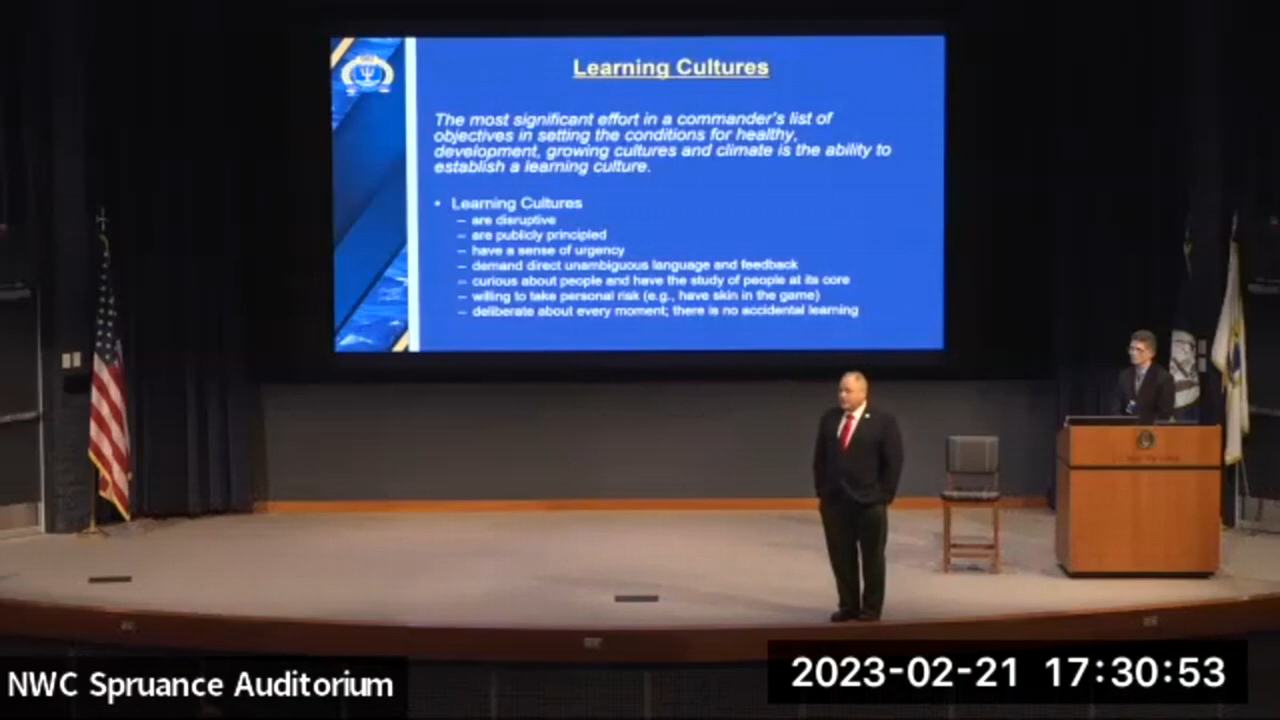 Learning Cultures
The most significant effort in a commander's list of
objectives in setting the conditions for healthy,
development, growing cultures and climate is the ability to
establish a learning culture.
• Learning Cultures
– are disruptive
– are publicly principled
– have a sense of urgency
– demand direct unambiguous language and feedback
– curious about people and have the study of people at its core
– willing to take personal risk (e.g., have skin in the game)
– deliberate about every moment; there is no accidental learning
NWC Spruance Auditorium
2023-02-21 17:30:53